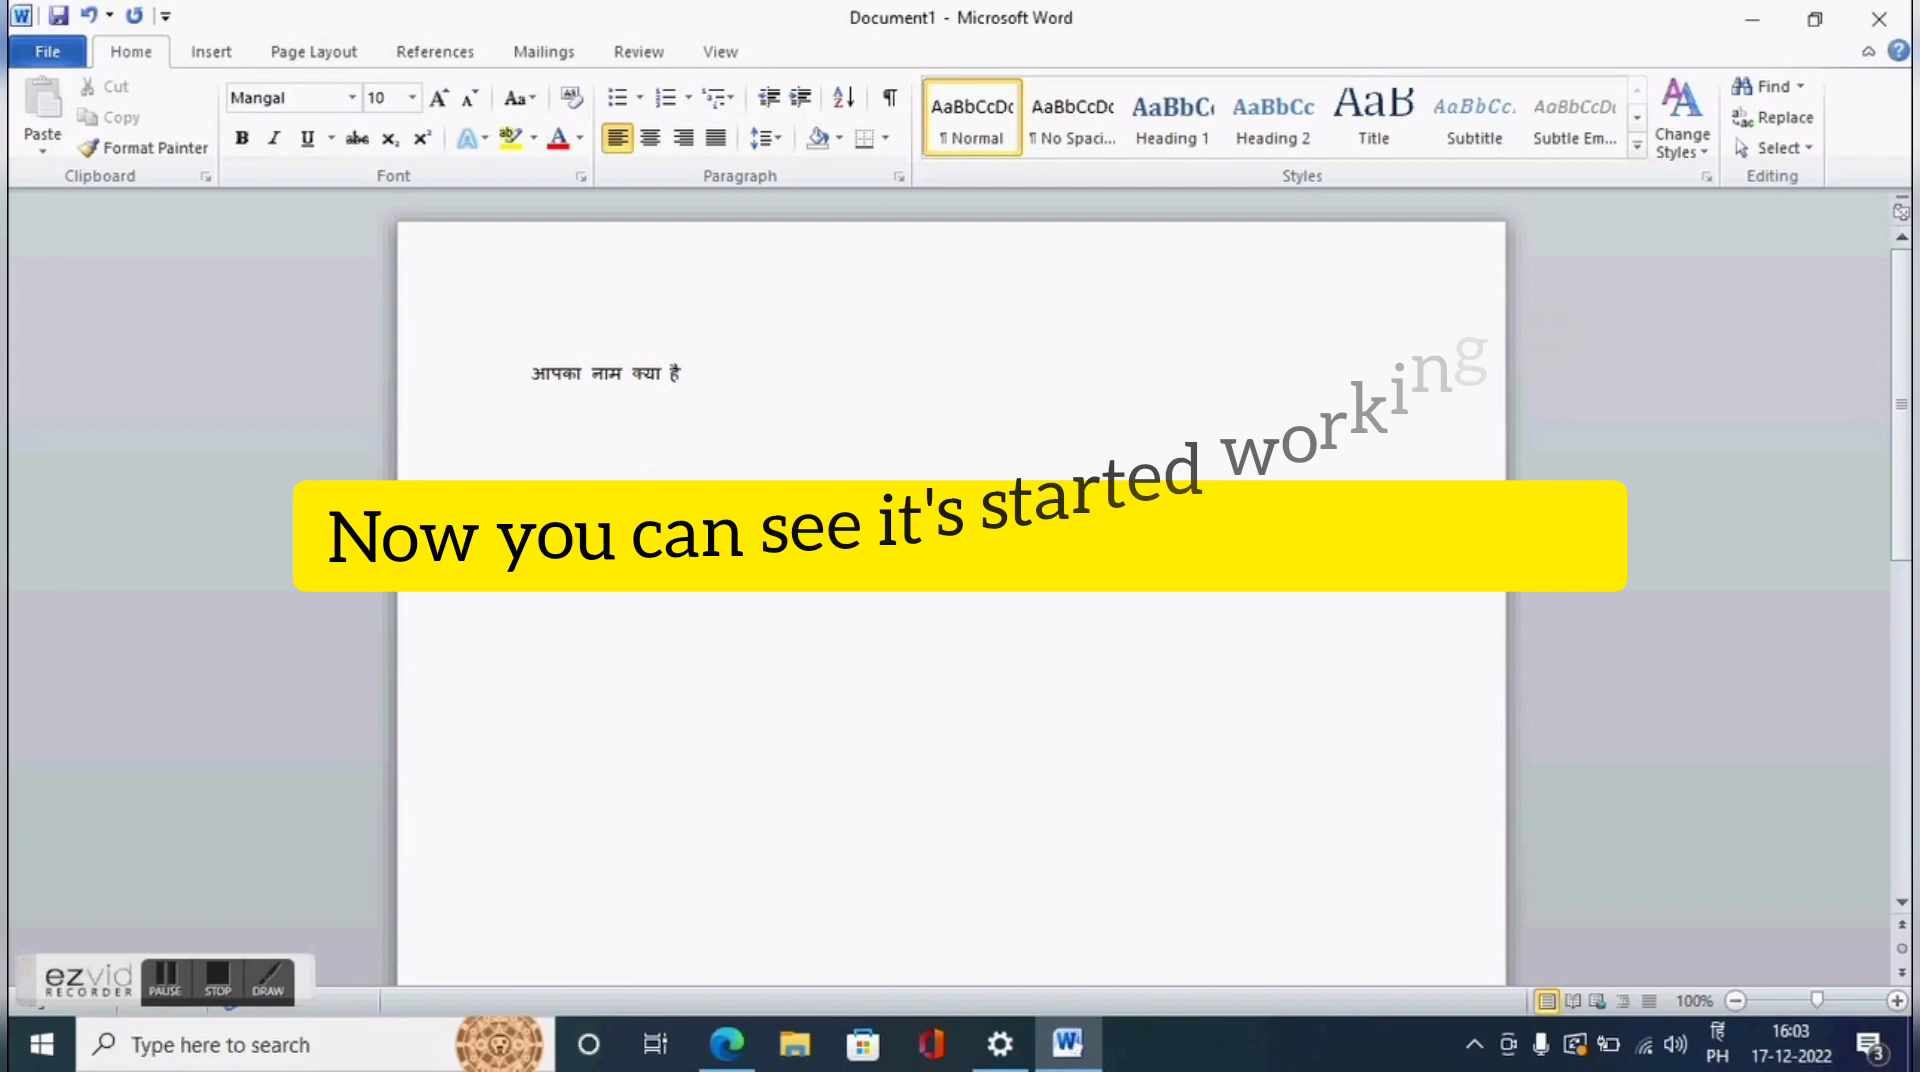 Document1 - Microsoft Word
File Home Insert Page Layout References Mailings Review View
Cut
Copy
Paste
Format Painter
Clipboard
Mangal 10
Font
Paragraph
AaBbCcDc AaBbCcDc AaBbC AaBbCc AaB AaBbCc. AaBbCcDc
¶ Normal ¶ No Spaci... Heading 1 Heading 2 Title Subtitle Subtle Em...
Change Styles
Styles
Find
Replace
Select
Editing
आपका नाम क्या है
Now you can see it's started working
ezvid
RECORDER
PAUSE STOP DRAW
100%
Type here to search
हिं
PH
16:03
17-12-2022
3